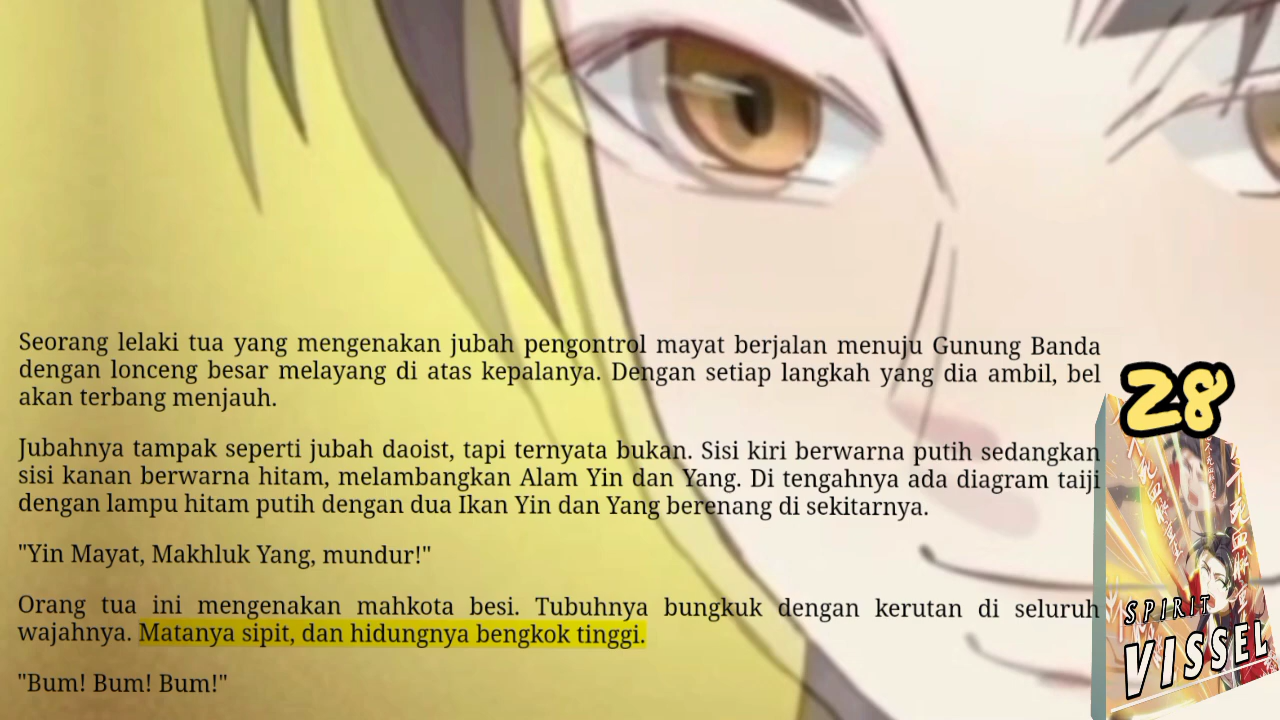 Seorang lelaki tua yang mengenakan jubah pengontrol mayat berjalan menuju Gunung Banda
dengan lonceng besar melayang di atas kepalanya. Dengan setiap langkah yang dia ambil, bel
akan terbang menjauh.
Jubahnya tampak seperti jubah daoist, tapi ternyata bukan. Sisi kiri berwarna putih sedangkan
sisi kanan berwarna hitam, melambangkan Alam Yin dan Yang. Di tengahnya ada diagram taiji
dengan lampu hitam putih dengan dua Ikan Yin dan Yang berenang di sekitarnya.
"Yin Mayat, Makhluk Yang, mundur!"
Orang tua ini mengenakan mahkota besi. Tubuhnya bungkuk dengan kerutan di seluruh
wajahnya. Matanya sipit, dan hidungnya bengkok tinggi.
"Bum! Bum! Bum!"
28
SPIRIT
VISSEL